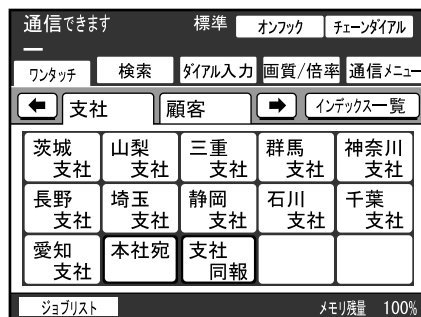 通信できます 標準 オンフック チェーンダイアル
ワンタッチ 検索 ダイアル入力 画質/倍率 通信メニュー
支社 顧客 インデックス一覧
茨城 山梨 三重 群馬 神奈川
支社 支社 支社 支社 支社
長野 埼玉 静岡 石川 千葉
支社 支社 支社 支社 支社
愛知 本社宛 支社
支社 同報
ジョブリスト メモリ残量 100%